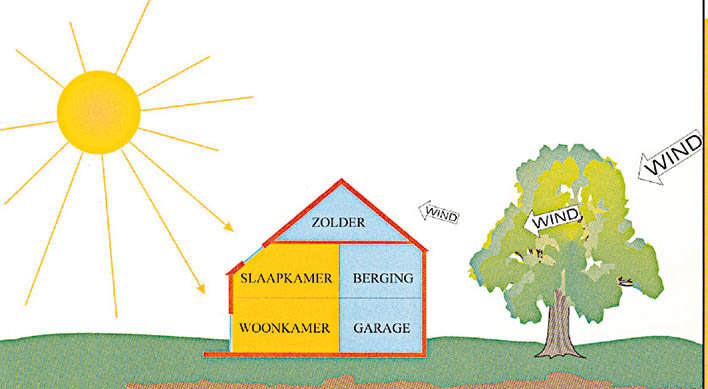 WIND
WIND
WIND
ZOLDER
SLAAPKAMER
BERGING
WOONKAMER
GARAGE